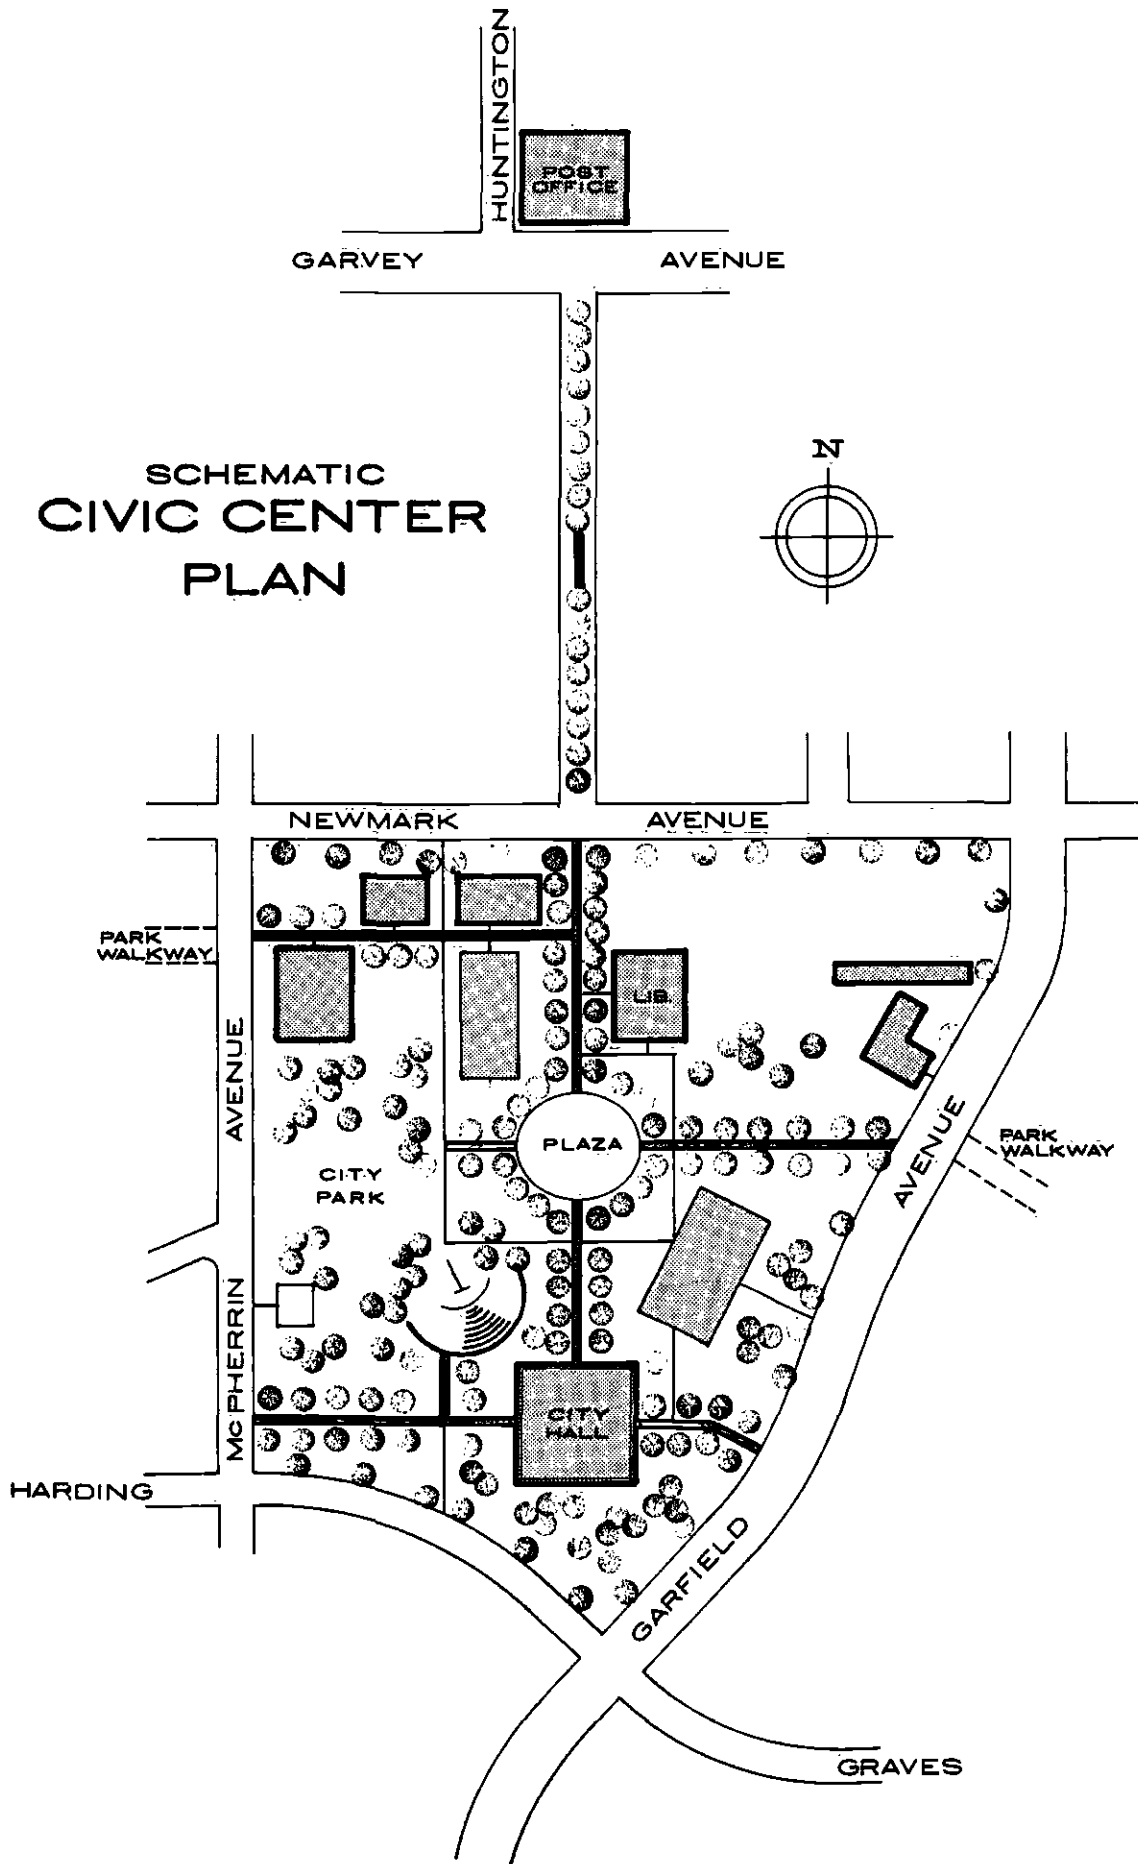 HUNTINGTON
POST
OFFICE
GARVEY AVENUE
N
SCHEMATIC
CIVIC CENTER
PLAN
NEWMARK AVENUE
PARK
WALKWAY
LIB.
AVENUE
AVENUE
PLAZA
PARK
WALKWAY
CITY
PARK
McPHERRIN
CITY
HALL
HARDING
GARFIELD
GRAVES